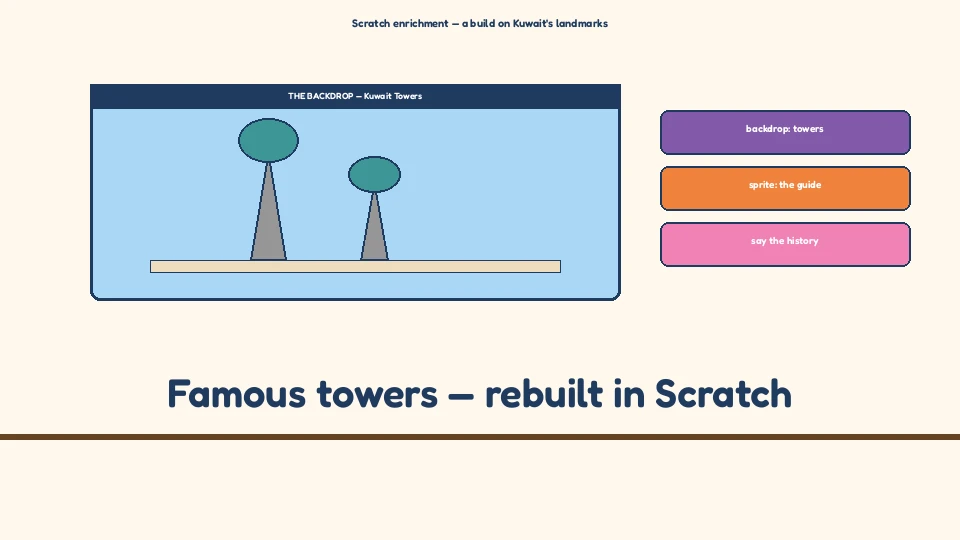 Scratch enrichment — a build on Kuwait's landmarks
THE BACKDROP — Kuwait Towers
backdrop: towers
sprite: the guide
say the history
Famous towers — rebuilt in Scratch